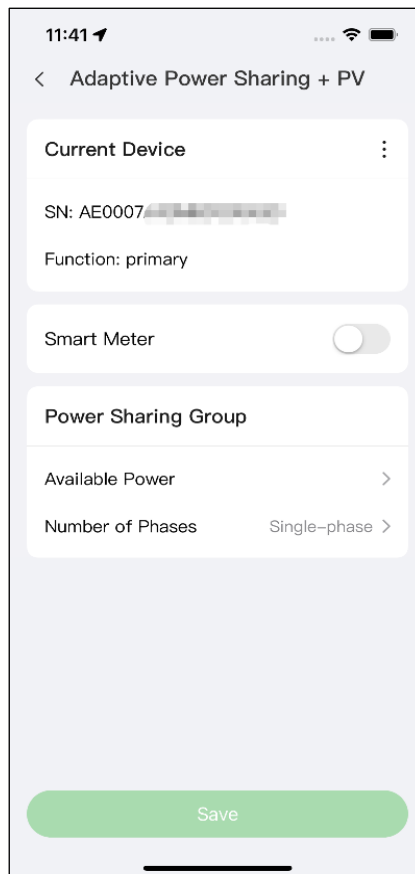 11:41
Adaptive Power Sharing + PV
Current Device
SN: AE0007
Function: primary
Smart Meter
Power Sharing Group
Available Power
Number of Phases Single-phase
Save